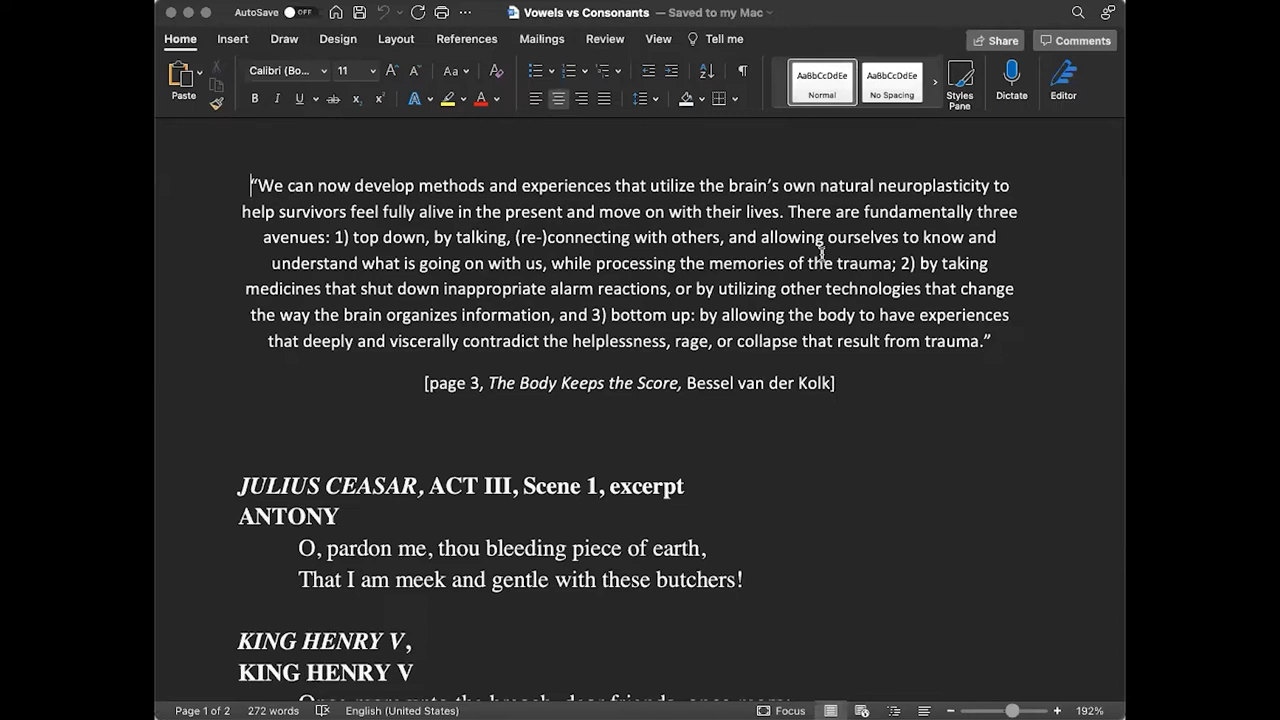 AutoSave OFF Vowels vs Consonants — Saved to my Mac
Home Insert Draw Design Layout References Mailings Review View Tell me Share Comments
Paste Calibri (Bo... 11 Aa AaBbCcDdEe Normal AaBbCcDdEe No Spacing Styles Pane Dictate Editor
“We can now develop methods and experiences that utilize the brain’s own natural neuroplasticity to
help survivors feel fully alive in the present and move on with their lives. There are fundamentally three
avenues: 1) top down, by talking, (re-)connecting with others, and allowing ourselves to know and
understand what is going on with us, while processing the memories of the trauma; 2) by taking
medicines that shut down inappropriate alarm reactions, or by utilizing other technologies that change
the way the brain organizes information, and 3) bottom up: by allowing the body to have experiences
that deeply and viscerally contradict the helplessness, rage, or collapse that result from trauma.”
[page 3, The Body Keeps the Score, Bessel van der Kolk]
JULIUS CEASAR, ACT III, Scene 1, excerpt
ANTONY
O, pardon me, thou bleeding piece of earth,
That I am meek and gentle with these butchers!
KING HENRY V,
KING HENRY V
Once more unto the breach, dear friends, once more;
Page 1 of 2 272 words English (United States) Focus 192%